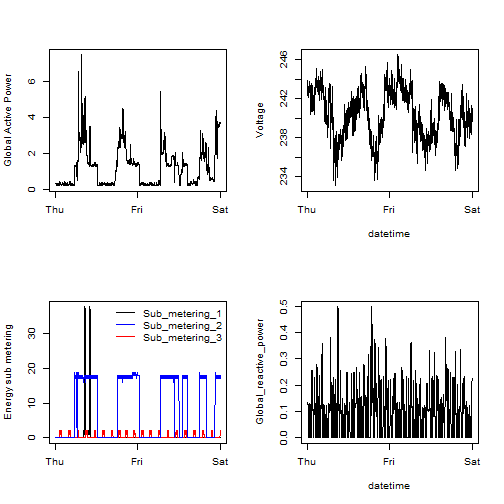 Global Active Power
0 2 4 6
Thu Fri Sat
Voltage
234 238 242 246
Thu Fri Sat
datetime
Energy sub metering
0 10 20 30
Sub_metering_1
Sub_metering_2
Sub_metering_3
Thu Fri Sat
Global_reactive_power
0.0 0.1 0.2 0.3 0.4 0.5
Thu Fri Sat
datetime